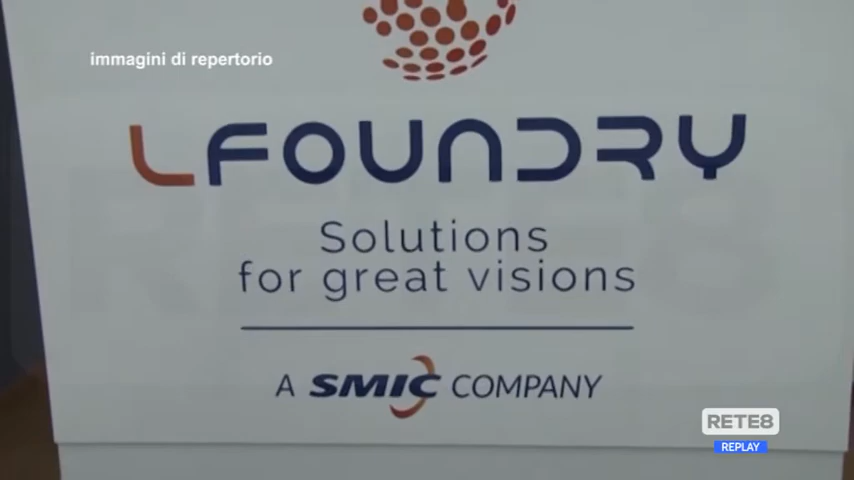 immagini di repertorio
LFOUNDRY
Solutions
for great visions
A SMIC COMPANY
RETE8
REPLAY